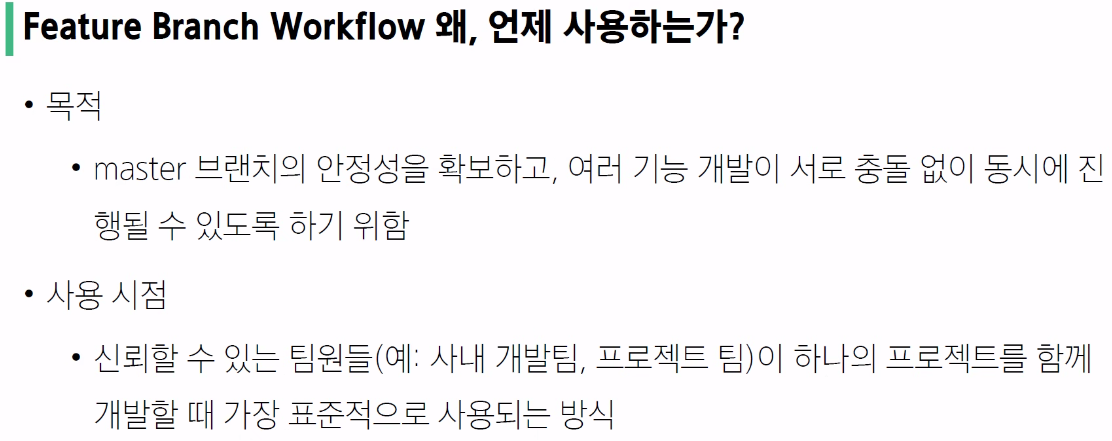 Feature Branch Workflow 왜, 언제 사용하는가?
• 목적
• master 브랜치의 안정성을 확보하고, 여러 기능 개발이 서로 충돌 없이 동시에 진
행될 수 있도록 하기 위함
• 사용 시점
• 신뢰할 수 있는 팀원들(예: 사내 개발팀, 프로젝트 팀)이 하나의 프로젝트를 함께
개발할 때 가장 표준적으로 사용되는 방식